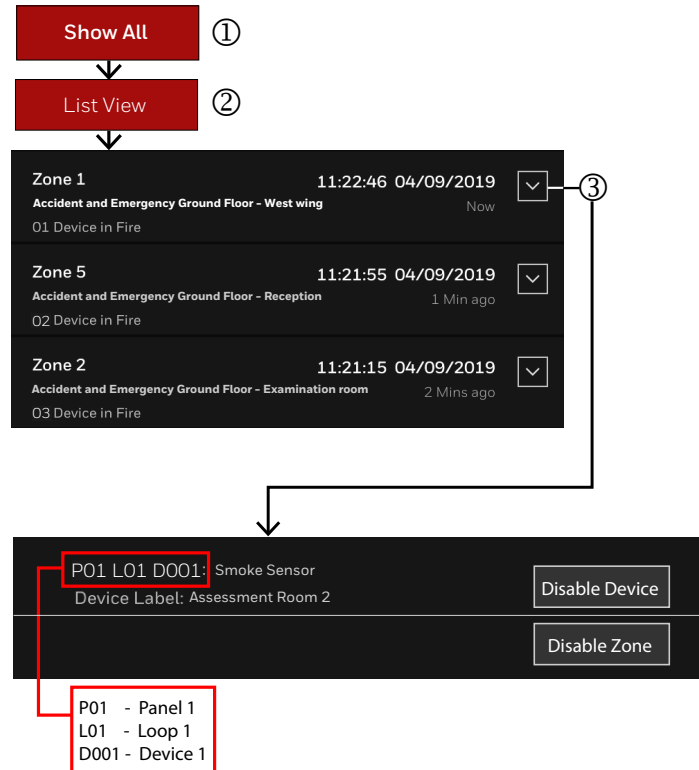 Show All ①
List View ②
Zone 1 11:22:46 04/09/2019 ③
Accident and Emergency Ground Floor - West wing Now
01 Device in Fire
Zone 5 11:21:55 04/09/2019
Accident and Emergency Ground Floor - Reception 1 Min ago
02 Device in Fire
Zone 2 11:21:15 04/09/2019
Accident and Emergency Ground Floor - Examination room 2 Mins ago
03 Device in Fire
P01 L01 D001: Smoke Sensor
Device Label: Assessment Room 2
Disable Device
Disable Zone
P01 - Panel 1
L01 - Loop 1
D001 - Device 1